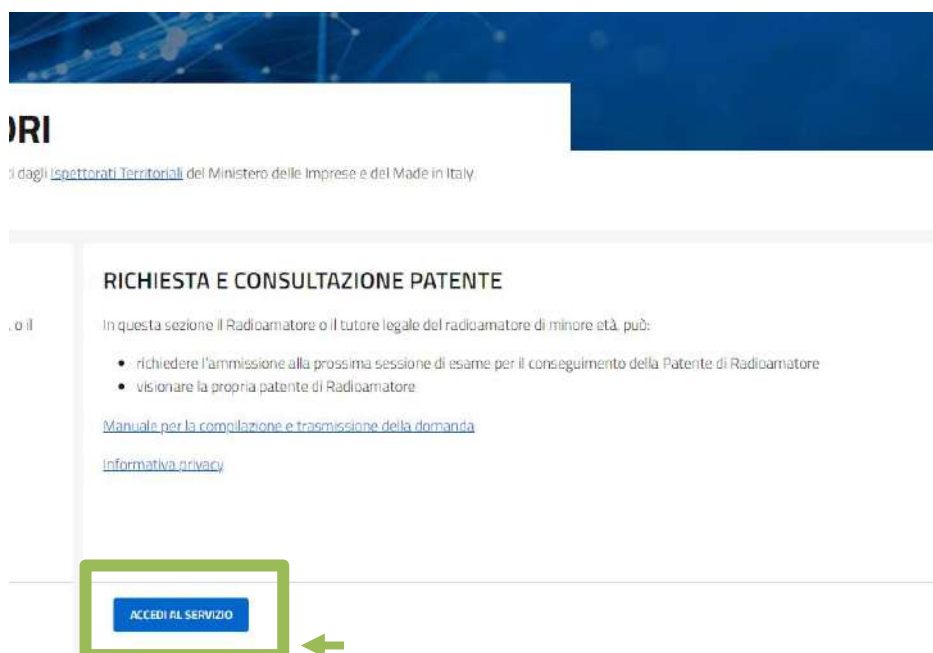 ORI
i dagli Ispettorati Territoriali del Ministero delle Imprese e del Made in Italy.
RICHIESTA E CONSULTAZIONE PATENTE
o il
In questa sezione il Radioamatore o il tutore legale del radioamatore di minore età, può:
richiedere l'ammissione alla prossima sessione di esame per il conseguimento della Patente di Radioamatore
visionare la propria patente di Radioamatore
Manuale per la compilazione e trasmissione della domanda
Informativa privacy
ACCEDI AL SERVIZIO